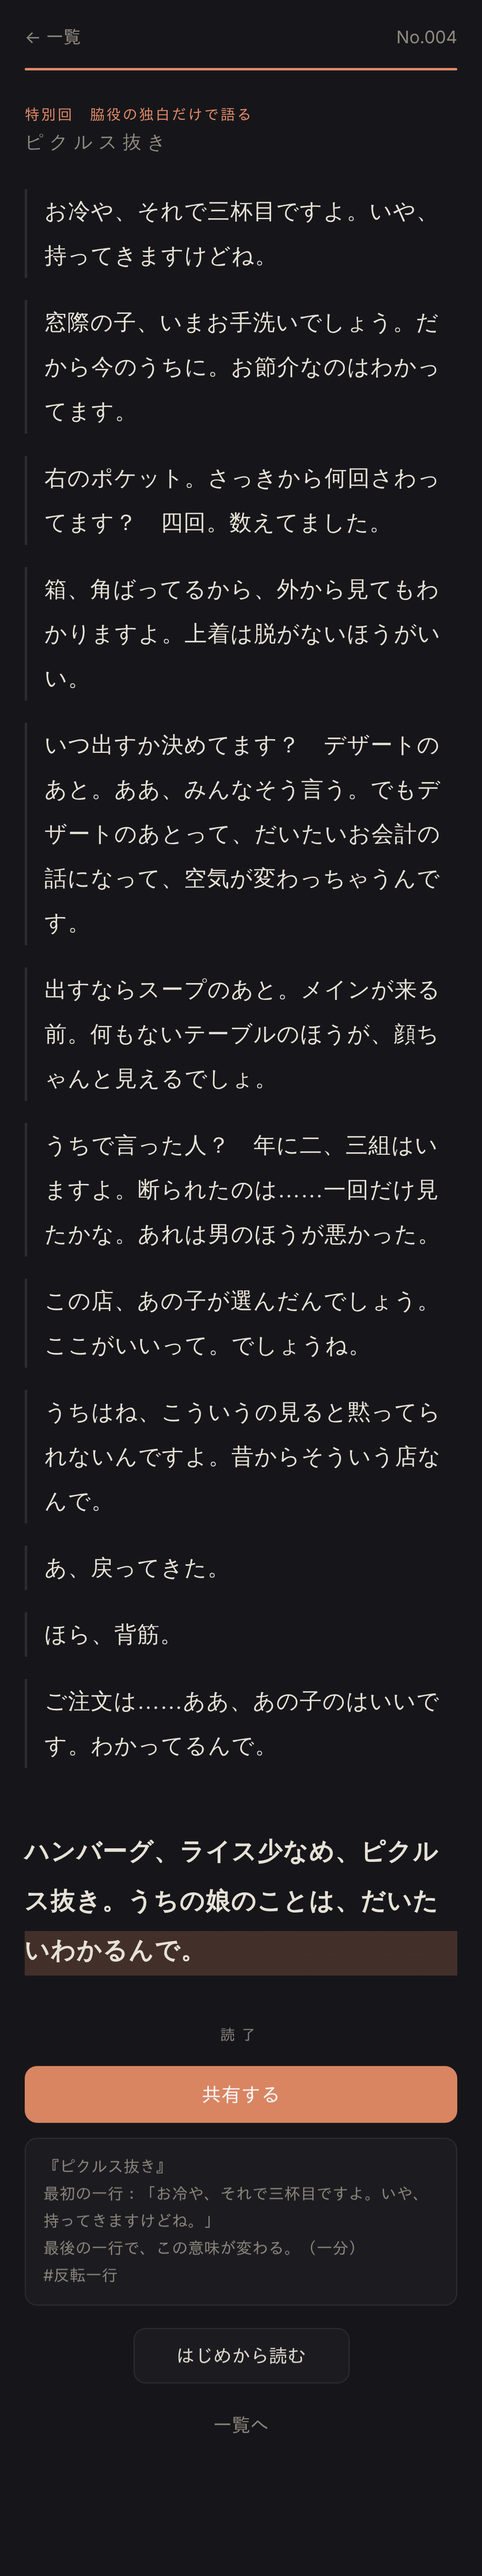 ← 一覧
No.004
特別回　脇役の独白だけで語る
ピクルス抜き
お冷や、それで三杯目ですよ。いや、
持ってきますけどね。
窓際の子、いまお手洗いでしょう。だ
から今のうちに。お節介なのはわかっ
てます。
右のポケット。さっきから何回さわっ
てます？　四回。数えてました。
箱、角ばってるから、外から見てもわ
かりますよ。上着は脱がないほうがい
い。
いつ出すか決めてます？　デザートの
あと。ああ、みんなそう言う。でもデ
ザートのあとって、だいたいお会計の
話になって、空気が変わっちゃうんで
す。
出すならスープのあと。メインが来る
前。何もないテーブルのほうが、顔ち
ゃんと見えるでしょ。
うちで言った人？　年に二、三組はい
ますよ。断られたのは……一回だけ見
たかな。あれは男のほうが悪かった。
この店、あの子が選んだんでしょう。
ここがいいって。でしょうね。
うちはね、こういうの見ると黙ってら
れないんですよ。昔からそういう店な
んで。
あ、戻ってきた。
ほら、背筋。
ご注文は……ああ、あの子のはいいで
す。わかってるんで。
ハンバーグ、ライス少なめ、ピクル
ス抜き。うちの娘のことは、だいた
いわかるんで。
読了
共有する
『ピクルス抜き』
最初の一行：「お冷や、それで三杯目ですよ。いや、
持ってきますけどね。」
最後の一行で、この意味が変わる。（一分）
#反転一行
はじめから読む
一覧へ